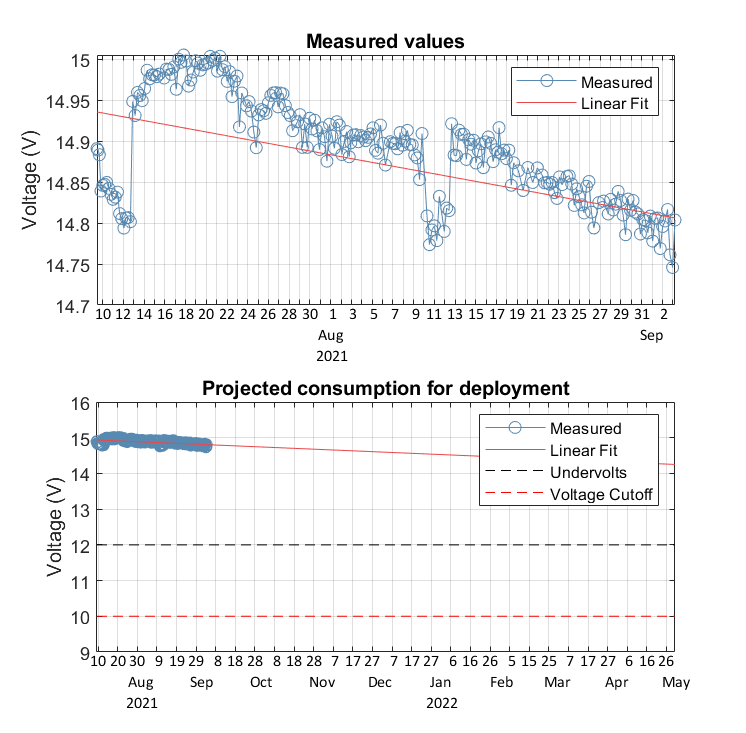 Measured values
Voltage (V)
15
14.95
14.9
14.85
14.8
14.75
14.7
Measured
Linear Fit
10 12 14 16 18 20 22 24 26 28 30 1 3 5 7 9 11 13 15 17 19 21 23 25 27 29 31 2
Aug Sep
2021
Projected consumption for deployment
Voltage (V)
16
15
14
13
12
11
10
9
Measured
Linear Fit
Undervolts
Voltage Cutoff
10 20 30 9 19 29 8 18 28 8 18 28 7 17 27 7 17 27 6 16 26 5 15 25 7 17 27 6 16 26
Aug Sep Oct Nov Dec Jan Feb Mar Apr May
2021 2022